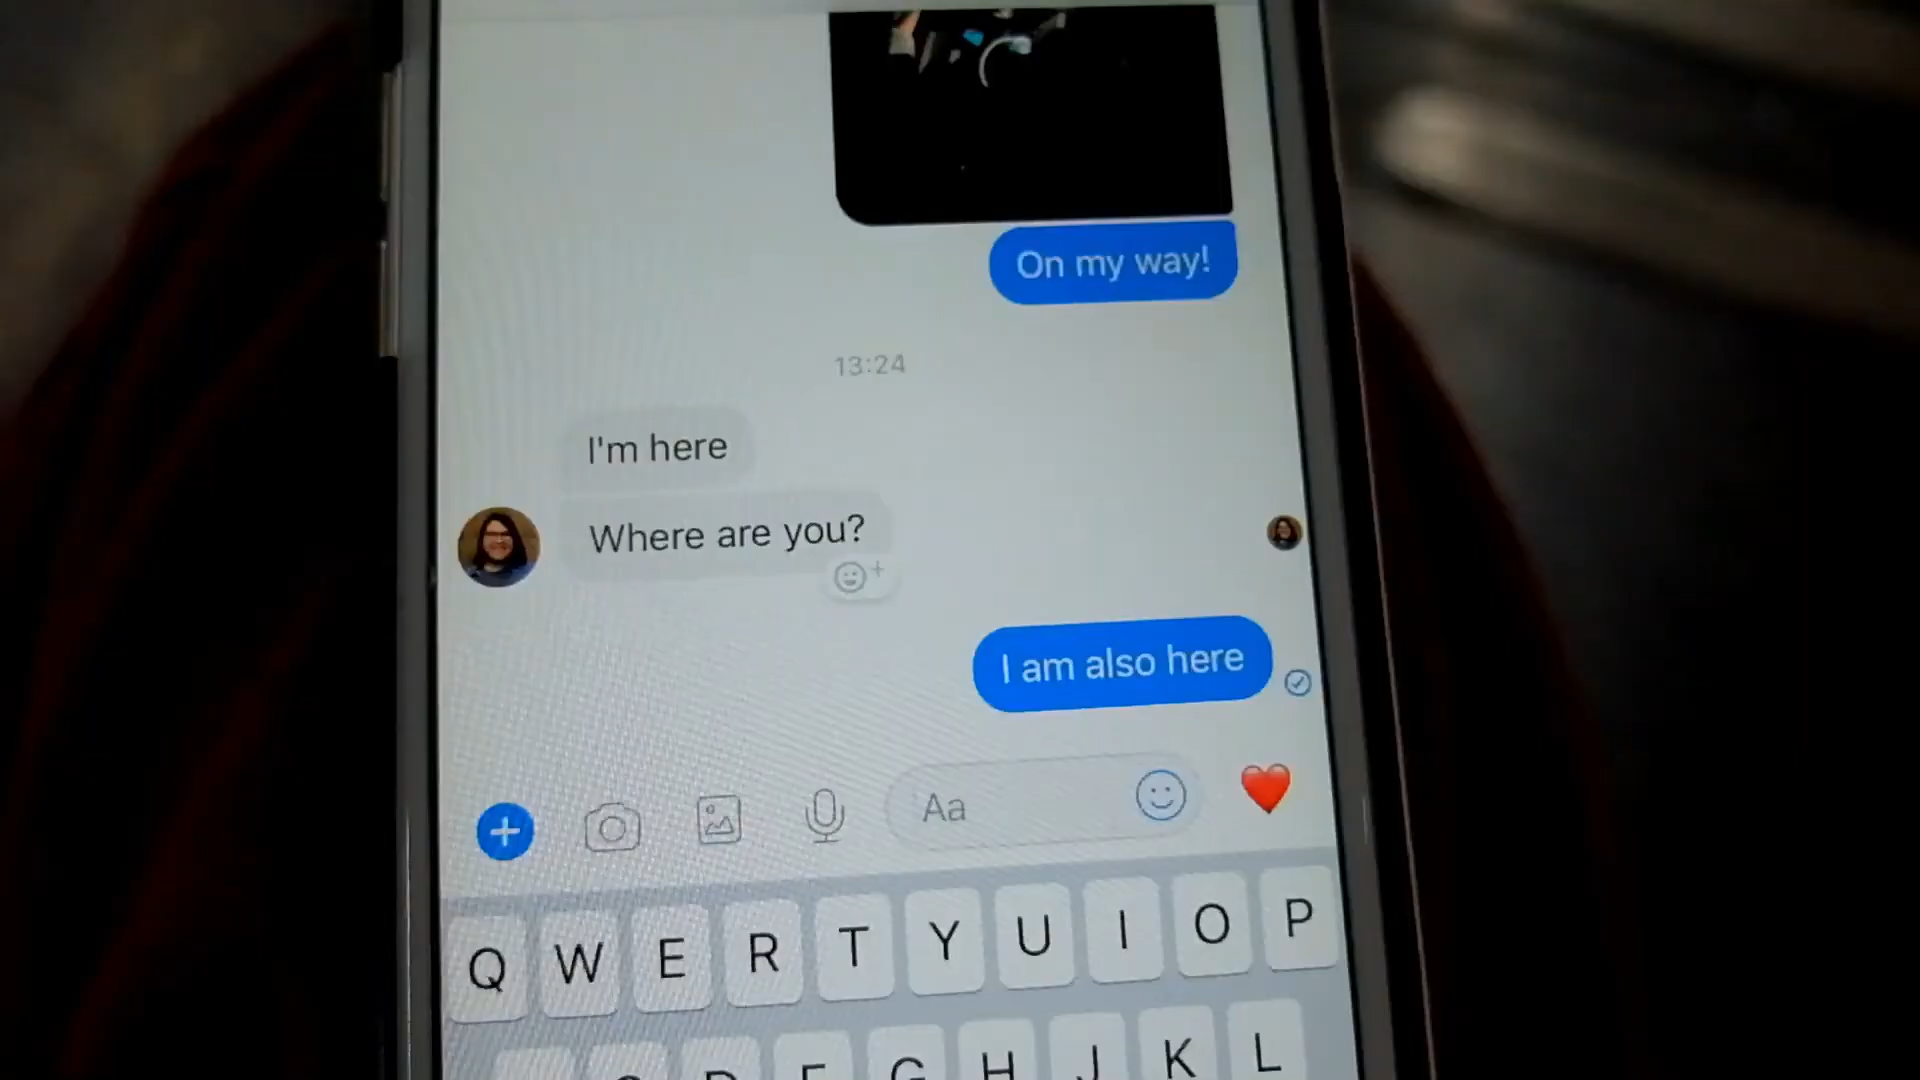 On my way!
13:24
I'm here
Where are you?
I am also here
Aa
Q W E R T Y U I O P
G H J K L